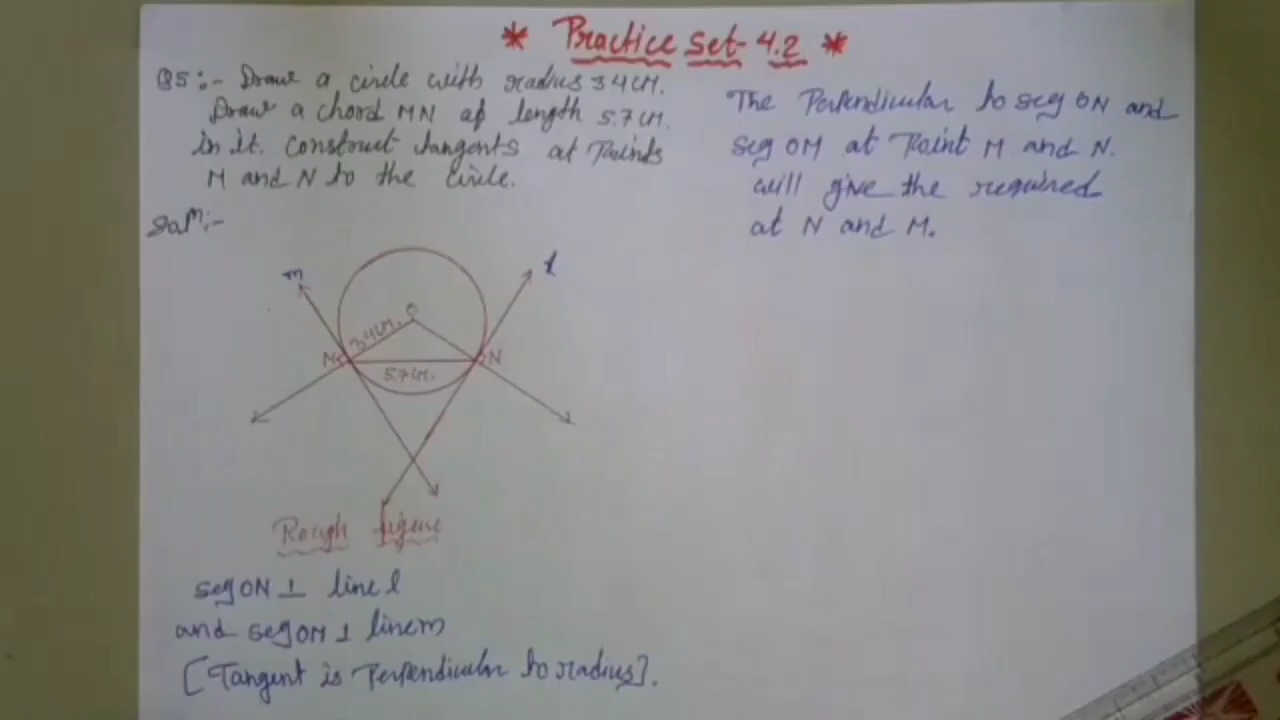 * Practice Set - 4.2 *
Q5:- Draw a circle with radius 3.4 cm.
Draw a chord MN of length 5.7 cm.
in it. construct tangents at Points
M and N to the circle.
Solⁿ:-
m
l
O
3.4 cm.
N
N
5.7 cm.
Rough figure
seg ON ⊥ line l
and seg OM ⊥ line m
[Tangent is Perpendicular to radius].
The Perpendicular to seg ON and
seg OM at Point M and N.
will give the required
at N and M.